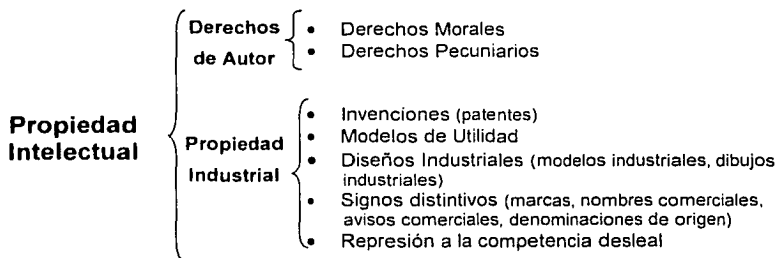 Propiedad
Intelectual
Derechos
de Autor
• Derechos Morales
• Derechos Pecuniarios
Propiedad
Industrial
• Invenciones (patentes)
• Modelos de Utilidad
• Diseños Industriales (modelos industriales, dibujos
industriales)
• Signos distintivos (marcas, nombres comerciales,
avisos comerciales, denominaciones de origen)
• Represión a la competencia desleal